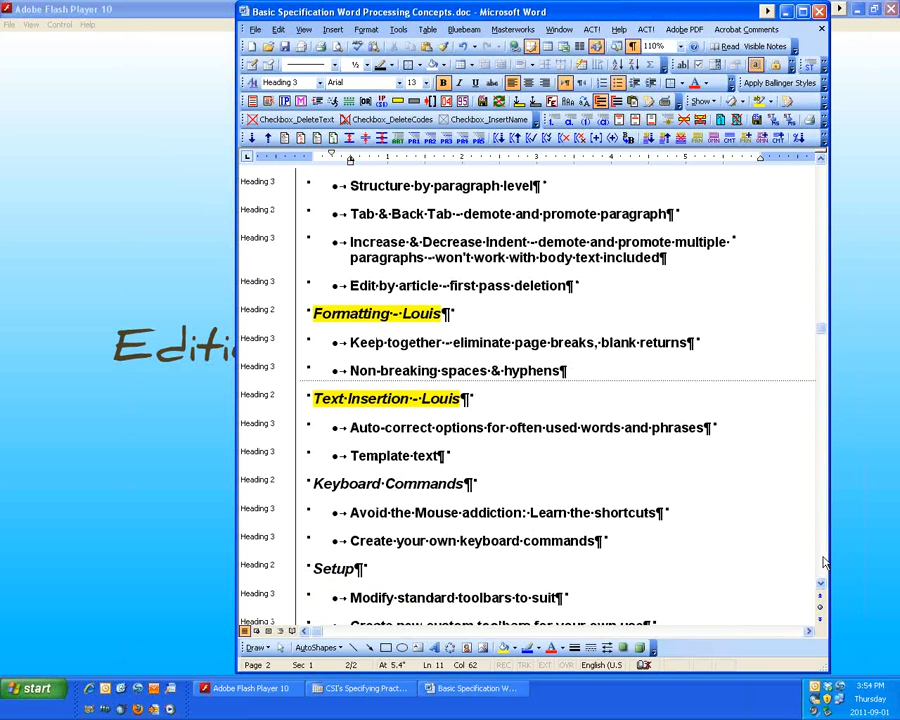 Adobe Flash Player 10
File View Control Help
Editi
Basic Specification Word Processing Concepts.doc - Microsoft Word
File Edit View Insert Format Tools Table Bluebeam Masterworks Window ACT! Help Adobe PDF Acrobat Comments
110% Read Visible Notes
Heading 3 Arial 13 B I U abc Apply Ballinger Styles
Show
Checkbox_DeleteText Checkbox_DeleteCodes Checkbox_InsertName
1 2 3 4 5
Heading 3 Structure·by·paragraph·level¶
Heading 2 Tab·&·Back·Tab·-·demote·and·promote·paragraph¶
Heading 3 Increase·&·Decrease·Indent·-·demote·and·promote·multiple·
paragraphs·-·won't·work·with·body·text·included¶
Heading 3 Edit·by·article·-·first·pass·deletion¶
Heading 2 Formatting·-·Louis¶
Heading 3 Keep·together·-·eliminate·page·breaks,·blank·returns¶
Heading 3 Non-breaking·spaces·&·hyphens¶
Heading 2 Text·Insertion·-·Louis¶
Heading 3 Auto-correct·options·for·often·used·words·and·phrases¶
Heading 3 Template·text¶
Heading 2 Keyboard·Commands¶
Heading 3 Avoid·the·Mouse·addiction:·Learn·the·shortcuts¶
Heading 3 Create·your·own·keyboard·commands¶
Heading 2 Setup¶
Heading 3 Modify·standard·toolbars·to·suit¶
Heading 3 Create·new·custom·toolbars·for·your·own·use¶
Draw AutoShapes
Page 2 Sec 1 2/2 At 5.4" Ln 11 Col 62 REC TRK EXT OVR English (U.S
start Adobe Flash Player 10 CSI's Specifying Pract... Basic Specification W... 3:54 PM
Thursday
2011-09-01